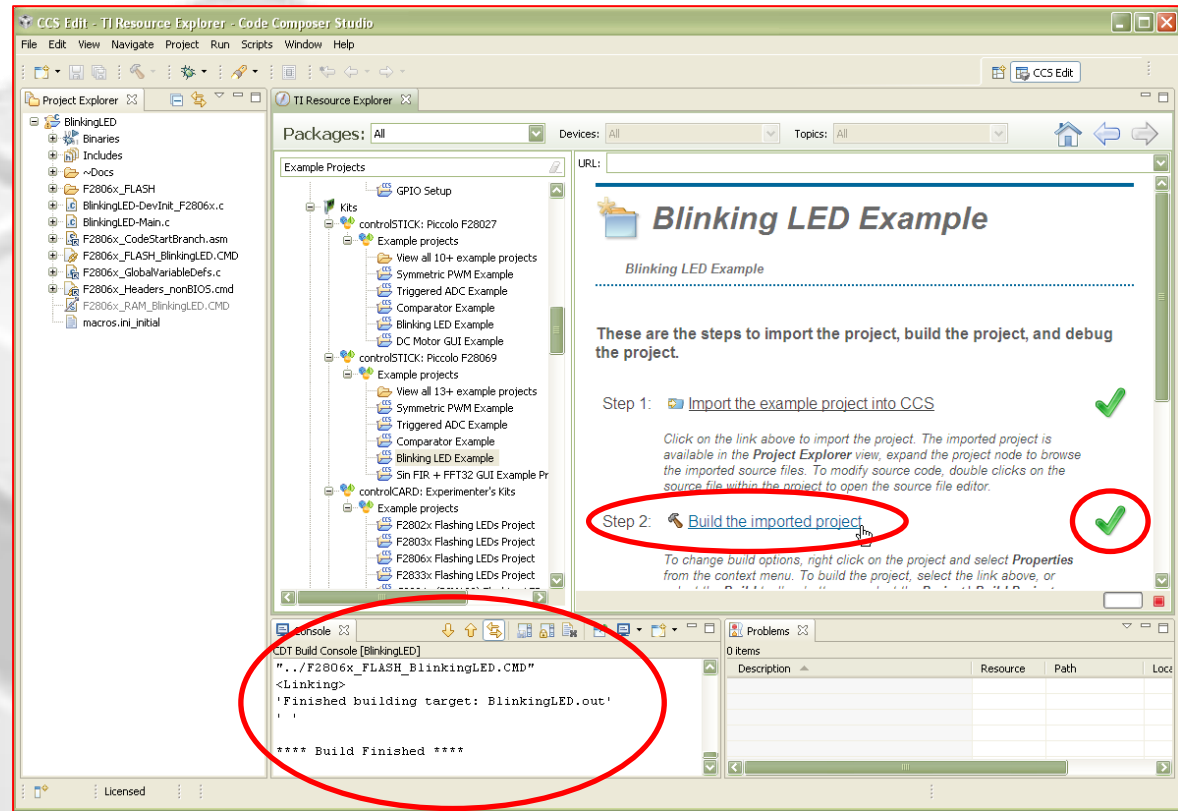 CCS Edit - TI Resource Explorer - Code Composer Studio
File Edit View Navigate Project Run Scripts Window Help
CCS Edit
Project Explorer
BlinkingLED
Binaries
Includes
~Docs
F2806x_FLASH
BlinkingLED-DevInit_F2806x.c
BlinkingLED-Main.c
F2806x_CodeStartBranch.asm
F2806x_FLASH_BlinkingLED.CMD
F2806x_GlobalVariableDefs.c
F2806x_Headers_nonBIOS.cmd
F2806x_RAM_BlinkingLED.CMD
macros.ini_initial
TI Resource Explorer
Packages: All Devices: All Topics: All
Example Projects
GPIO Setup
Kits
controlSTICK: Piccolo F28027
Example projects
View all 10+ example projects
Symmetric PWM Example
Triggered ADC Example
Comparator Example
Blinking LED Example
DC Motor GUI Example
controlSTICK: Piccolo F28069
Example projects
View all 13+ example projects
Symmetric PWM Example
Triggered ADC Example
Comparator Example
Blinking LED Example
Sin FIR + FFT32 GUI Example Pr
controlCARD: Experimenter's Kits
Example projects
F2802x Flashing LEDs Project
F2803x Flashing LEDs Project
F2806x Flashing LEDs Project
F2833x Flashing LEDs Project
URL:
Blinking LED Example
Blinking LED Example
These are the steps to import the project, build the project, and debug
the project.
Step 1: Import the example project into CCS
Click on the link above to import the project. The imported project is
available in the Project Explorer view, expand the project node to browse
the imported source files. To modify source code, double clicks on the
source file within the project to open the source file editor.
Step 2: Build the imported project
To change build options, right click on the project and select Properties
from the context menu. To build the project, select the link above, or
Console
CDT Build Console [BlinkingLED]
"../F2806x_FLASH_BlinkingLED.CMD"
<Linking>
'Finished building target: BlinkingLED.out'
' '
**** Build Finished ****
Problems
0 items
Description Resource Path Loca
Licensed